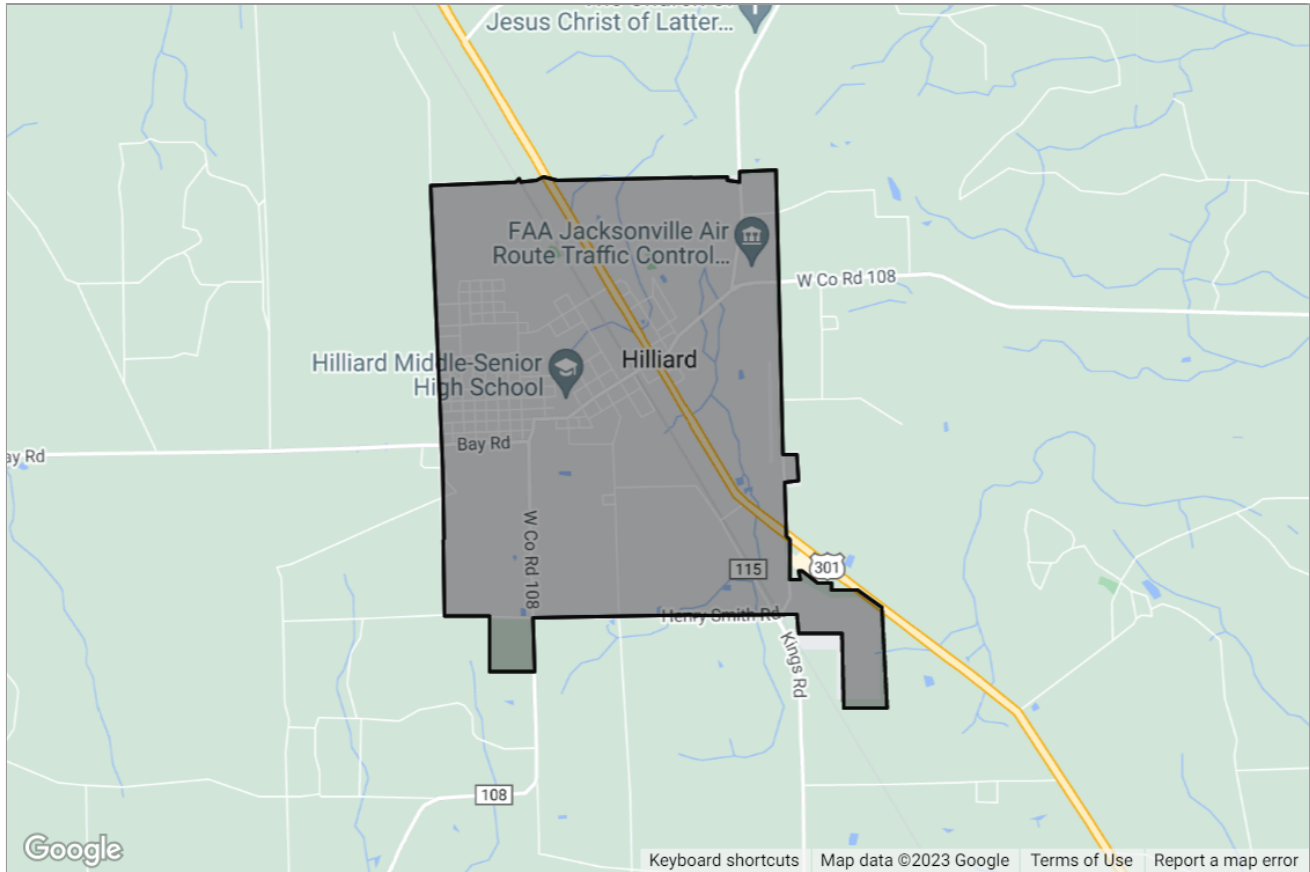 Jesus Christ of Latter...
FAA Jacksonville Air
Route Traffic Control...
W Co Rd 108
Hilliard Middle-Senior
High School
Hilliard
Bay Rd
ay Rd
W Co Rd 108
115
301
Henry Smith Rd
Kings Rd
108
Google
Keyboard shortcuts
Map data ©2023 Google
Terms of Use
Report a map error